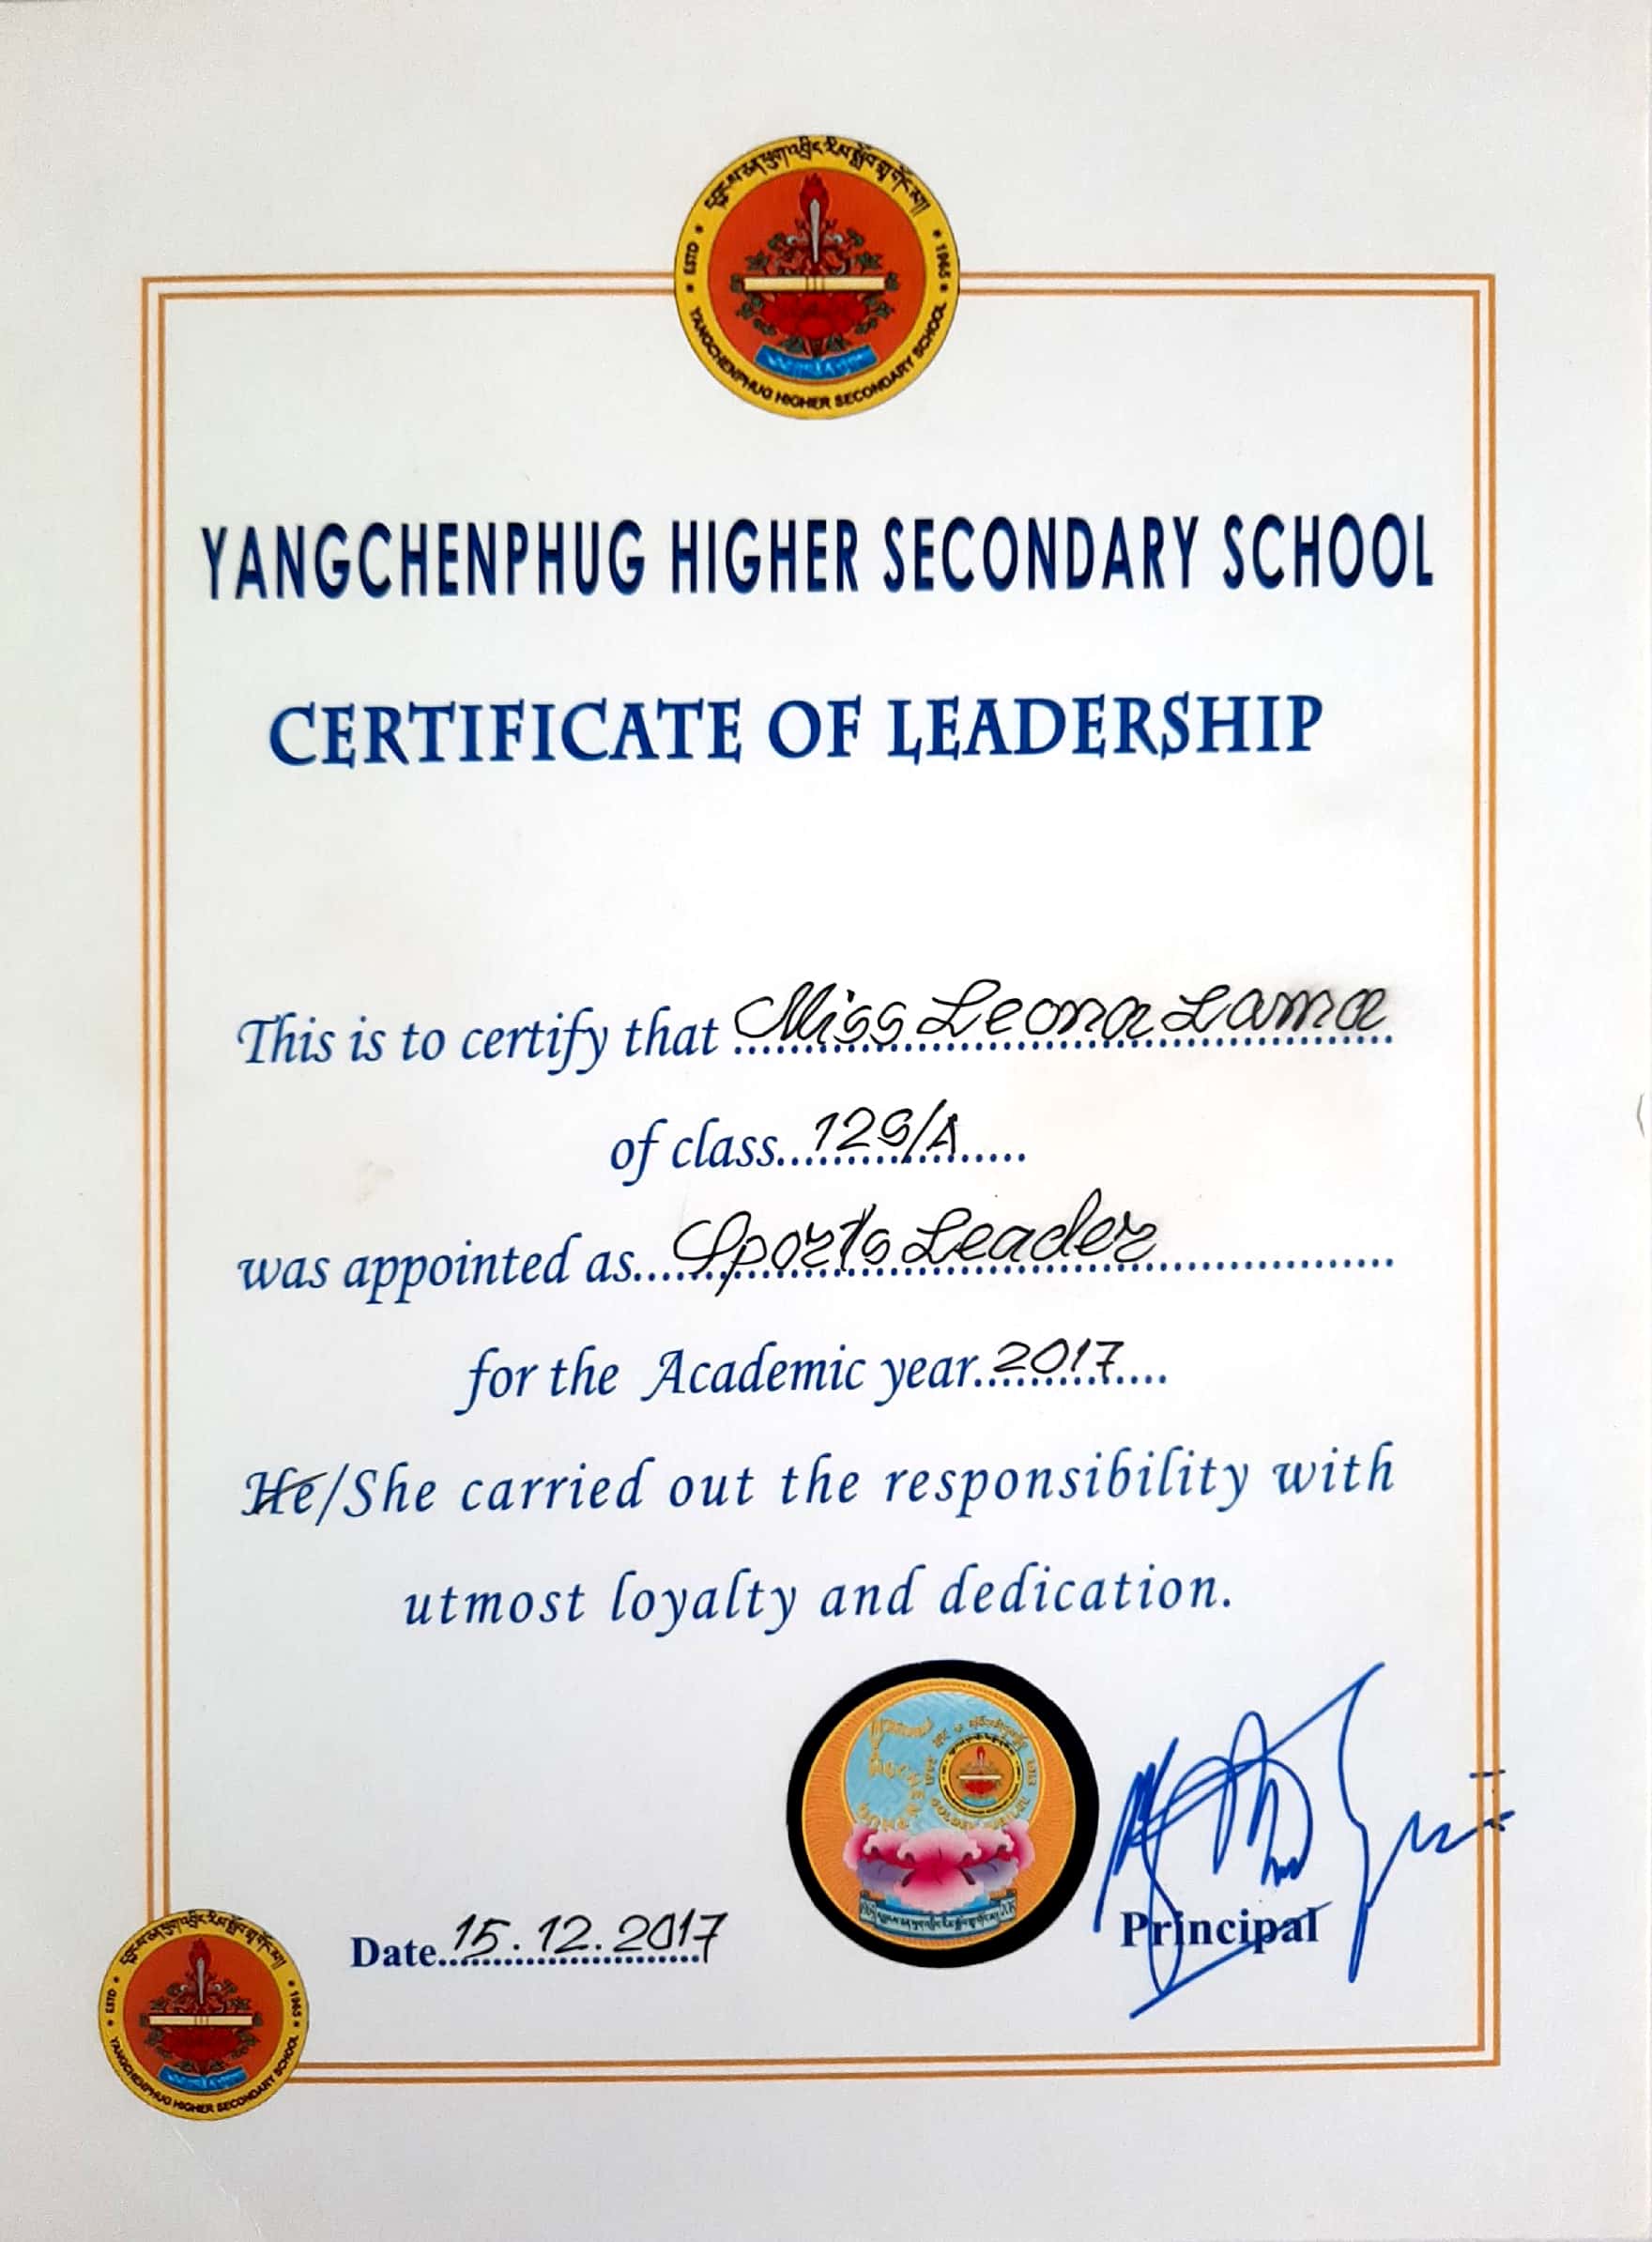 ESTD • 1965
YANGCHENPHUG HIGHER SECONDARY SCHOOL
YANGCHENPHUG HIGHER SECONDARY SCHOOL
CERTIFICATE OF LEADERSHIP
This is to certify that Miss Leona Lama
of class 12S/A
was appointed as Sports Leader
for the Academic year 2017
He/She carried out the responsibility with
utmost loyalty and dedication.
Date 15.12.2017
Principal
ESTD • 1965
YANGCHENPHUG HIGHER SECONDARY SCHOOL